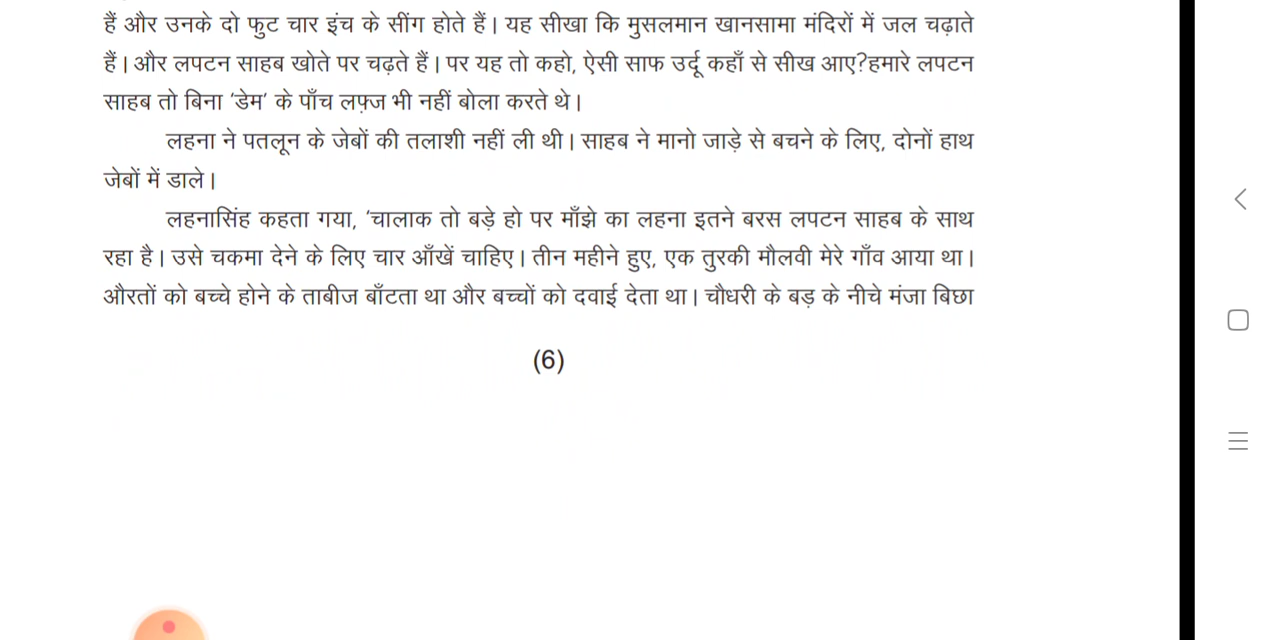 हैं और उनके दो फुट चार इंच के सींग होते हैं। यह सीखा कि मुसलमान खानसामा मंदिरों में जल चढ़ाते
हैं। और लपटन साहब खोते पर चढ़ते हैं। पर यह तो कहो, ऐसी साफ उर्दू कहाँ से सीख आए?हमारे लपटन
साहब तो बिना ‘डेम’ के पाँच लफ़्ज भी नहीं बोला करते थे।
लहना ने पतलून के जेबों की तलाशी नहीं ली थी। साहब ने मानो जाड़े से बचने के लिए, दोनों हाथ
जेबों में डाले।
लहनासिंह कहता गया, ‘चालाक तो बड़े हो पर माँझे का लहना इतने बरस लपटन साहब के साथ
रहा है। उसे चकमा देने के लिए चार आँखें चाहिए। तीन महीने हुए, एक तुरकी मौलवी मेरे गाँव आया था।
औरतों को बच्चे होने के ताबीज बाँटता था और बच्चों को दवाई देता था। चौधरी के बड़ के नीचे मंजा बिछा
(6)